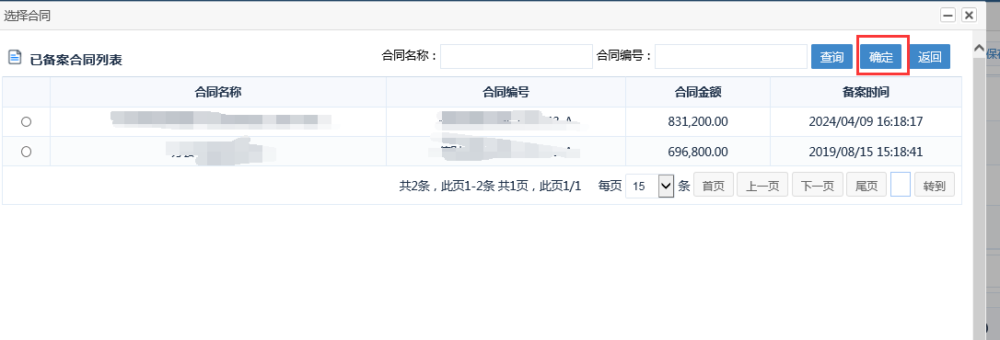 选择合同
已备案合同列表 合同名称： 合同编号： 查询 确定 返回
合同名称 合同编号 合同金额 备案时间
831,200.00 2024/04/09 16:18:17
696,800.00 2019/08/15 15:18:41
共2条，此页1-2条 共1页，此页1/1 每页 15 条 首页 上一页 下一页 尾页 转到